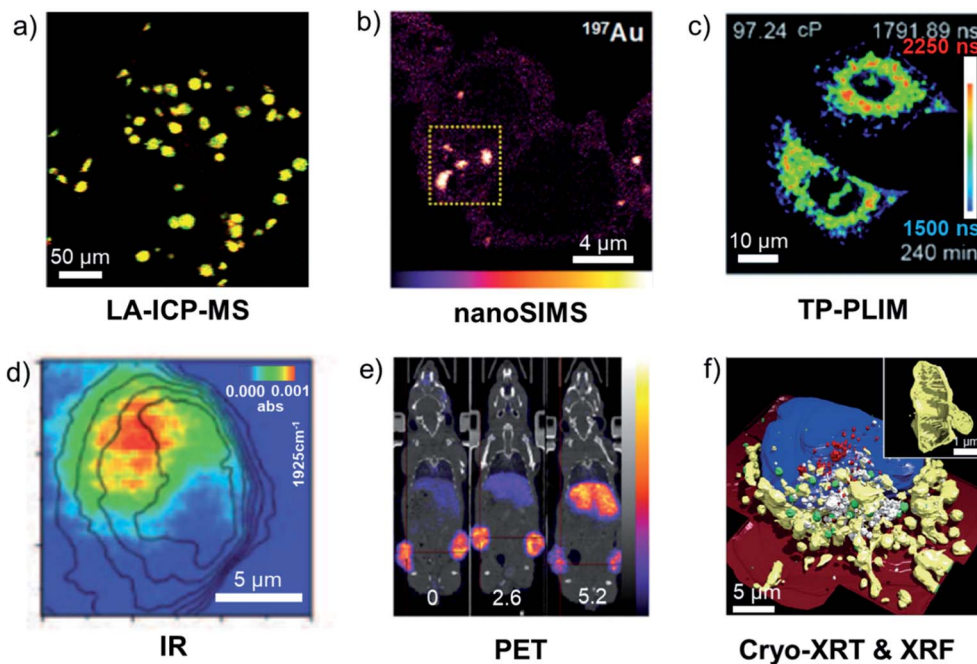 a)
50 µm
LA-ICP-MS
b)
¹⁹⁷Au
4 µm
nanoSIMS
c)
97.24 cP 1791.89 ns
2250 ns
1500 ns
240 min
10 µm
TP-PLIM
d)
0.000 0.001
abs
1925cm⁻¹
5 µm
IR
e)
0 2.6 5.2
PET
f)
1 µm
5 µm
Cryo-XRT & XRF